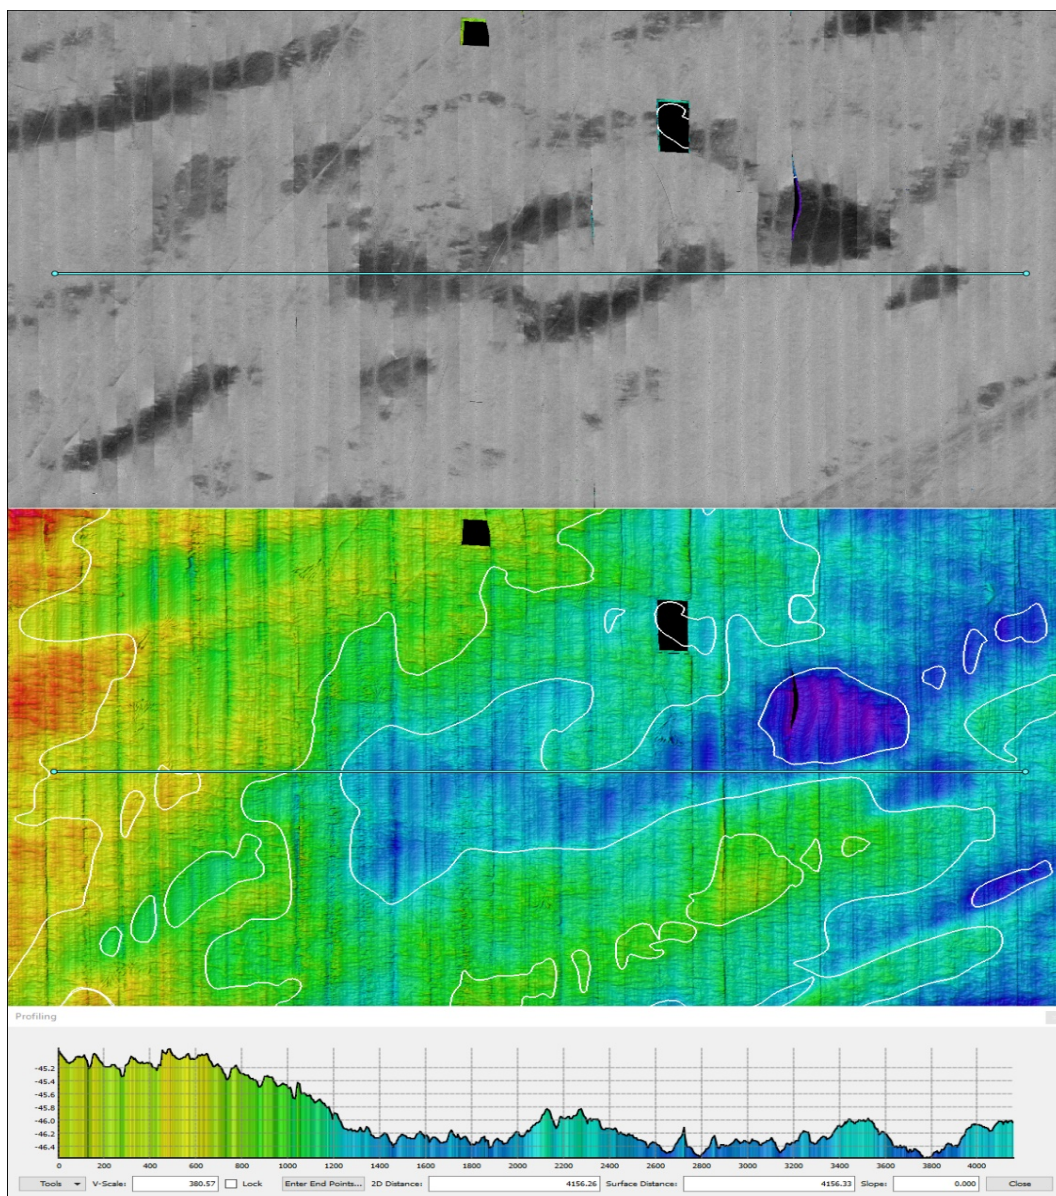 Profiling
-45.2
-45.4
-45.6
-45.8
-46.0
-46.2
-46.4
0 200 400 600 800 1000 1200 1400 1600 1800 2000 2200 2400 2600 2800 3000 3200 3400 3600 3800 4000
Tools V-Scale: 380.57 Lock Enter End Points... 2D Distance: 4156.26 Surface Distance: 4156.33 Slope: 0.000 Close